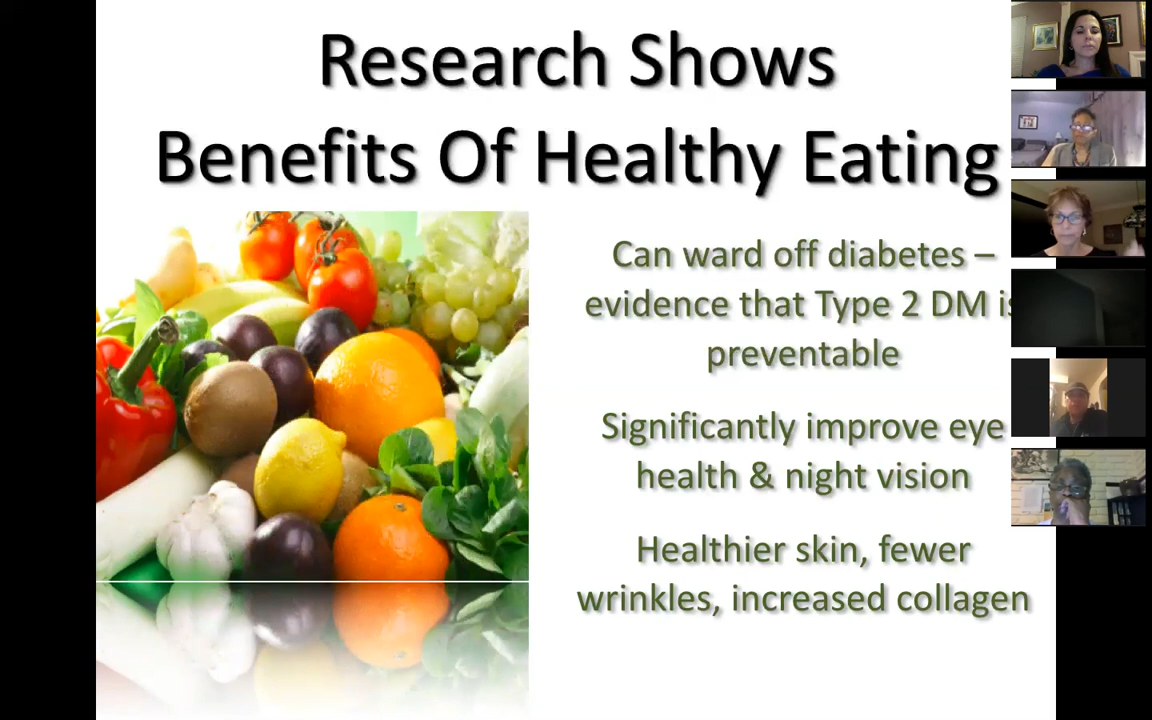 Research Shows
Benefits Of Healthy Eating
Can ward off diabetes –
evidence that Type 2 DM is
preventable
Significantly improve eye
health & night vision
Healthier skin, fewer
wrinkles, increased collagen